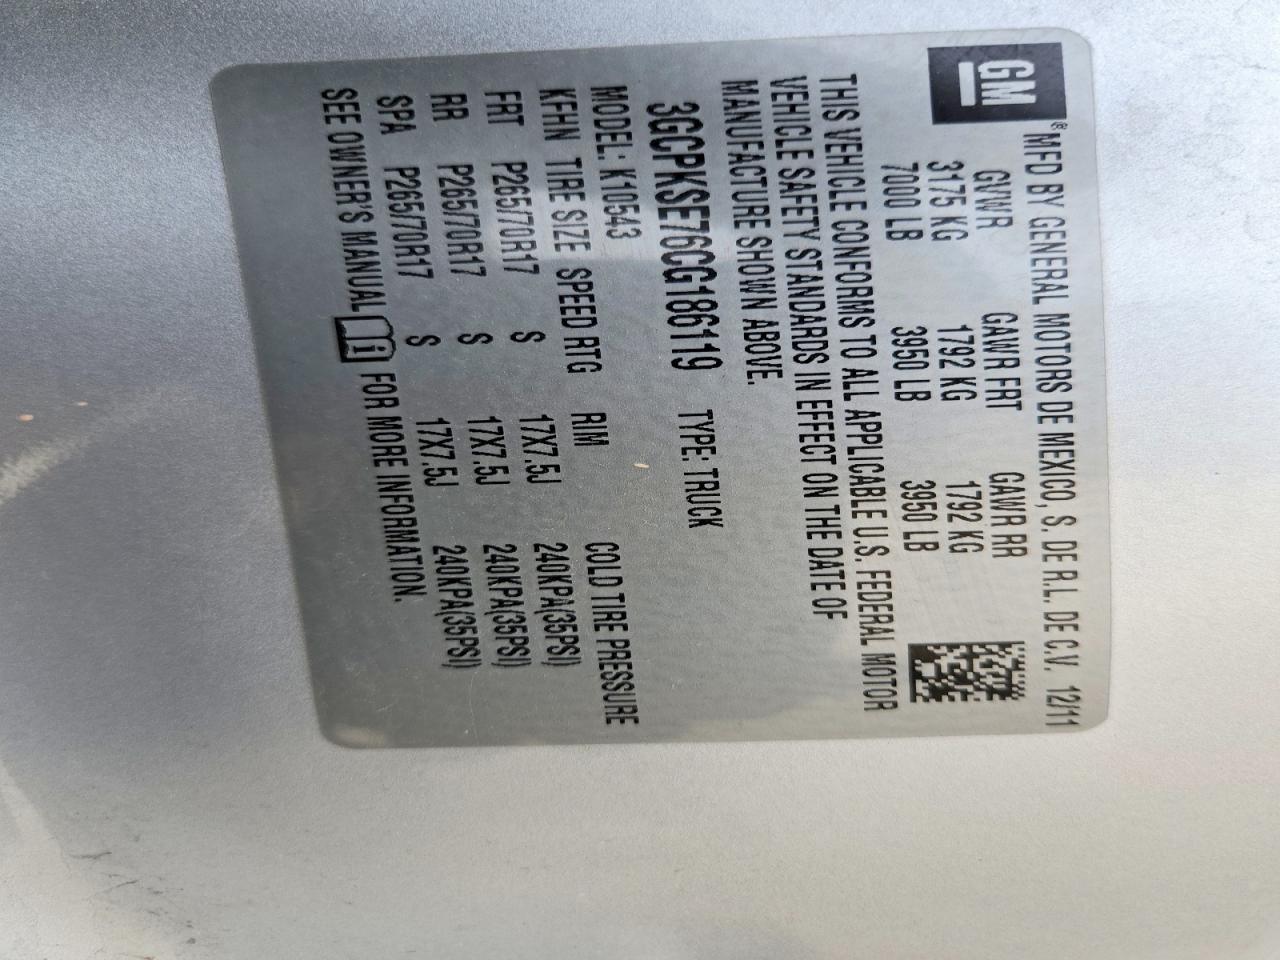 GM ® MFD BY GENERAL MOTORS DE MEXICO, S. DE R.L. DE C.V. 12/11
GVWR GAWR FRT GAWR RR
3175 KG 1792 KG 1792 KG
7000 LB 3950 LB 3950 LB
THIS VEHICLE CONFORMS TO ALL APPLICABLE U.S. FEDERAL MOTOR
VEHICLE SAFETY STANDARDS IN EFFECT ON THE DATE OF
MANUFACTURE SHOWN ABOVE.
3GCPKSE76CG186119 TYPE: TRUCK
MODEL: K10543
KFHN TIRE SIZE SPEED RTG RIM COLD TIRE PRESSURE
FRT P265/70R17 S 17X7.5J 240KPA(35PSI)
RR P265/70R17 S 17X7.5J 240KPA(35PSI)
SPA P265/70R17 S 17X7.5J 240KPA(35PSI)
SEE OWNER'S MANUAL FOR MORE INFORMATION.